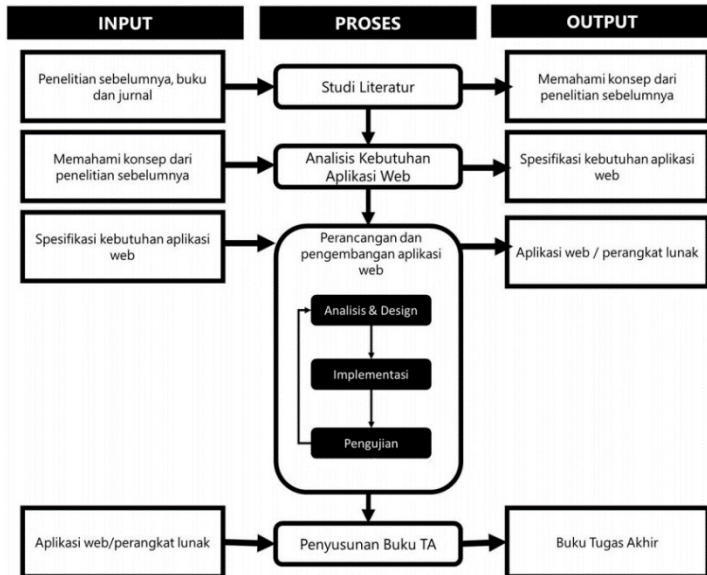 INPUT
PROSES
OUTPUT
Penelitian sebelumnya, buku
dan jurnal
Studi Literatur
Memahami konsep dari
penelitian sebelumnya
Memahami konsep dari
penelitian sebelumnya
Analisis Kebutuhan
Aplikasi Web
Spesifikasi kebutuhan aplikasi
web
Spesifikasi kebutuhan aplikasi
web
Perancangan dan
pengembangan aplikasi
web
Analisis & Design
Implementasi
Pengujian
Aplikasi web / perangkat lunak
Aplikasi web/perangkat lunak
Penyusunan Buku TA
Buku Tugas Akhir